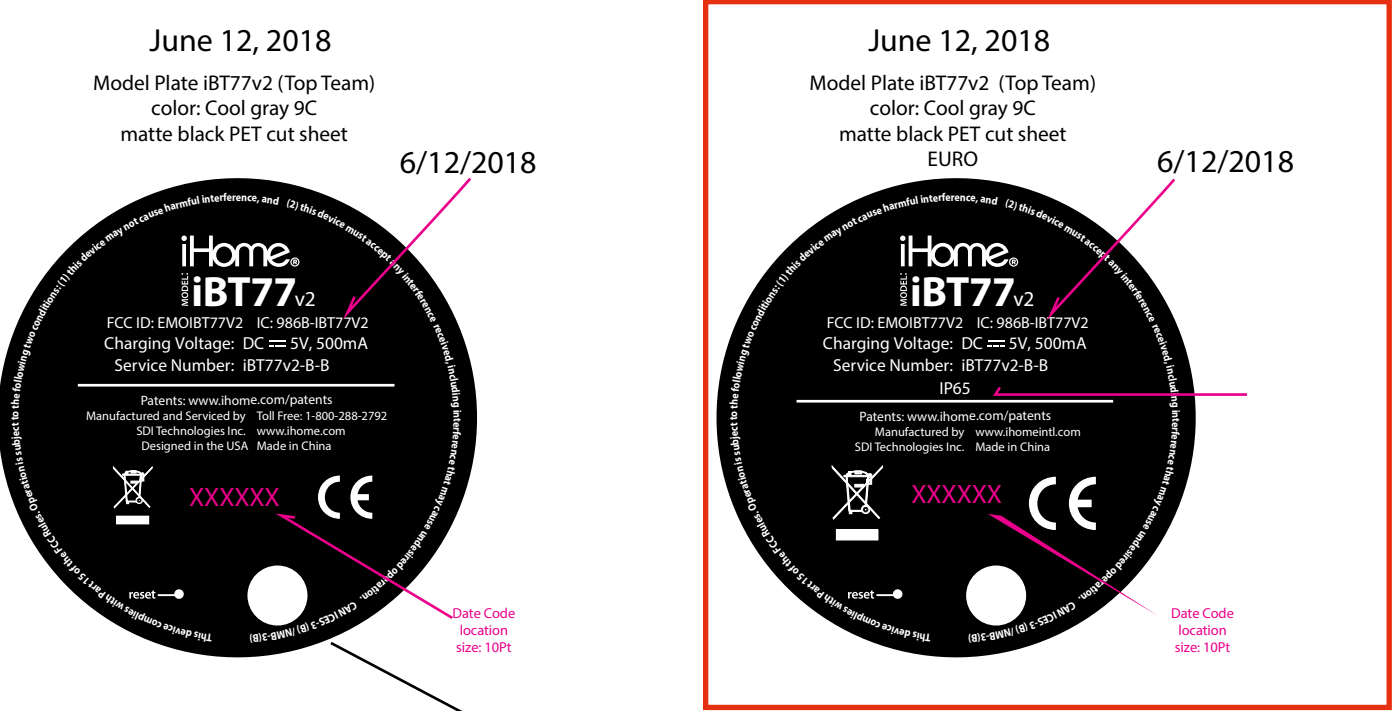 June 12, 2018
Model Plate iBT77v2 (Top Team)
color: Cool gray 9C
matte black PET cut sheet
6/12/2018
This device complies with Part 15 of the FCC Rules. Operation is subject to the following two conditions: (1) this device may not cause harmful interference, and (2) this device must accept any interference received, including interference that may cause undesired operation. CAN ICES-3 (B) /NMB-3(B)
iHome®
MODEL: iBT77v2
FCC ID: EMOIBT77V2 IC: 986B-IBT77V2
Charging Voltage: DC 5V, 500mA
Service Number: iBT77v2-B-B
Patents: www.ihome.com/patents
Manufactured and Serviced by Toll Free: 1-800-288-2792
SDI Technologies Inc. www.ihome.com
Designed in the USA Made in China
XXXXXX
CE
reset
Date Code
location
size: 10Pt
June 12, 2018
Model Plate iBT77v2 (Top Team)
color: Cool gray 9C
matte black PET cut sheet
EURO
6/12/2018
This device complies with Part 15 of the FCC Rules. Operation is subject to the following two conditions: (1) this device may not cause harmful interference, and (2) this device must accept any interference received, including interference that may cause undesired operation. CAN ICES-3 (B) /NMB-3(B)
iHome®
MODEL: iBT77v2
FCC ID: EMOIBT77V2 IC: 986B-IBT77V2
Charging Voltage: DC 5V, 500mA
Service Number: iBT77v2-B-B
IP65
Patents: www.ihome.com/patents
Manufactured by www.ihomeintl.com
SDI Technologies Inc. Made in China
XXXXXX
CE
reset
Date Code
location
size: 10Pt